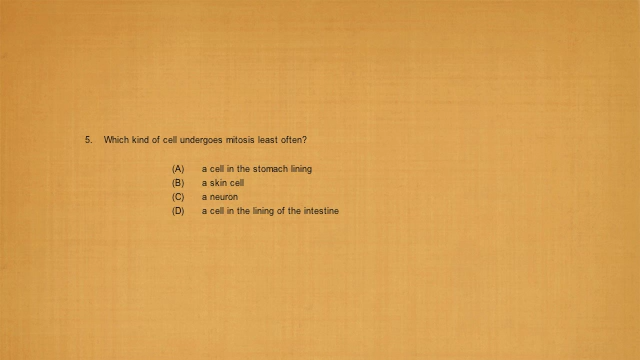 5. Which kind of cell undergoes mitosis least often?
(A) a cell in the stomach lining
(B) a skin cell
(C) a neuron
(D) a cell in the lining of the intestine